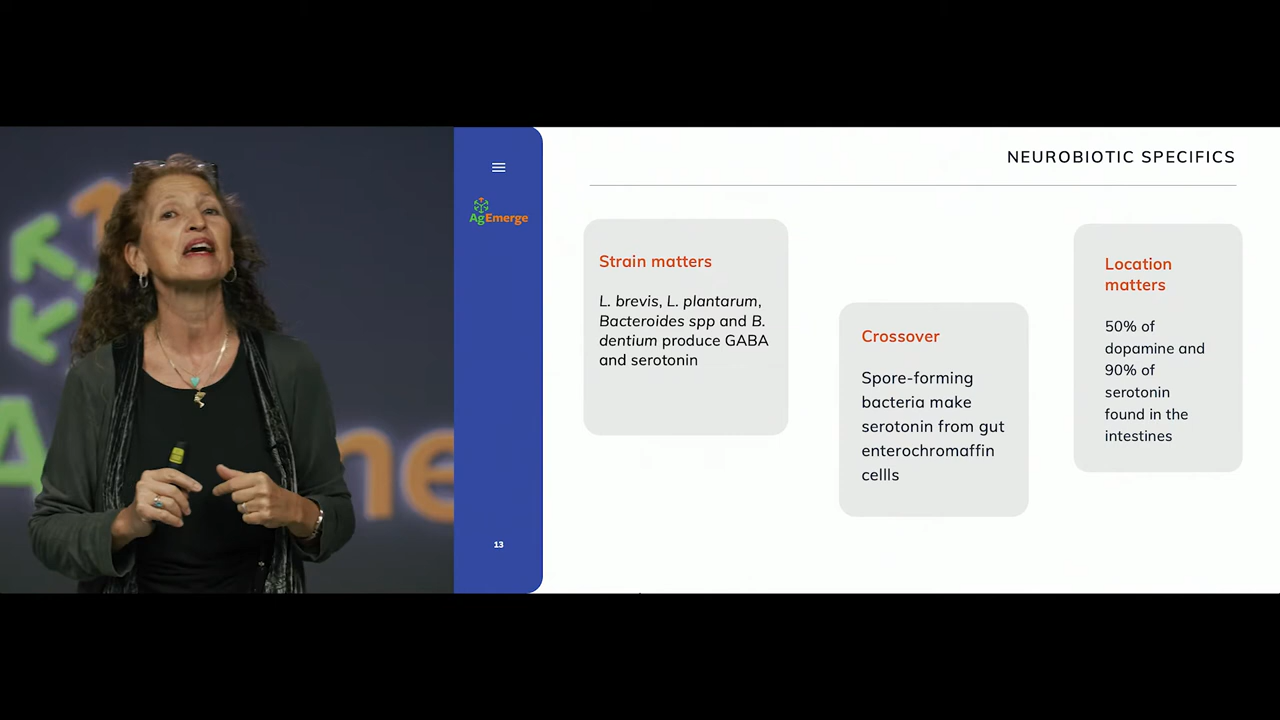 NEUROBIOTIC SPECIFICS
AgEmerge
Strain matters
L. brevis, L. plantarum,
Bacteroides spp and B.
dentium produce GABA
and serotonin
Crossover
Spore-forming
bacteria make
serotonin from gut
enterochromaffin
cellls
Location
matters
50% of
dopamine and
90% of
serotonin
found in the
intestines
13
me